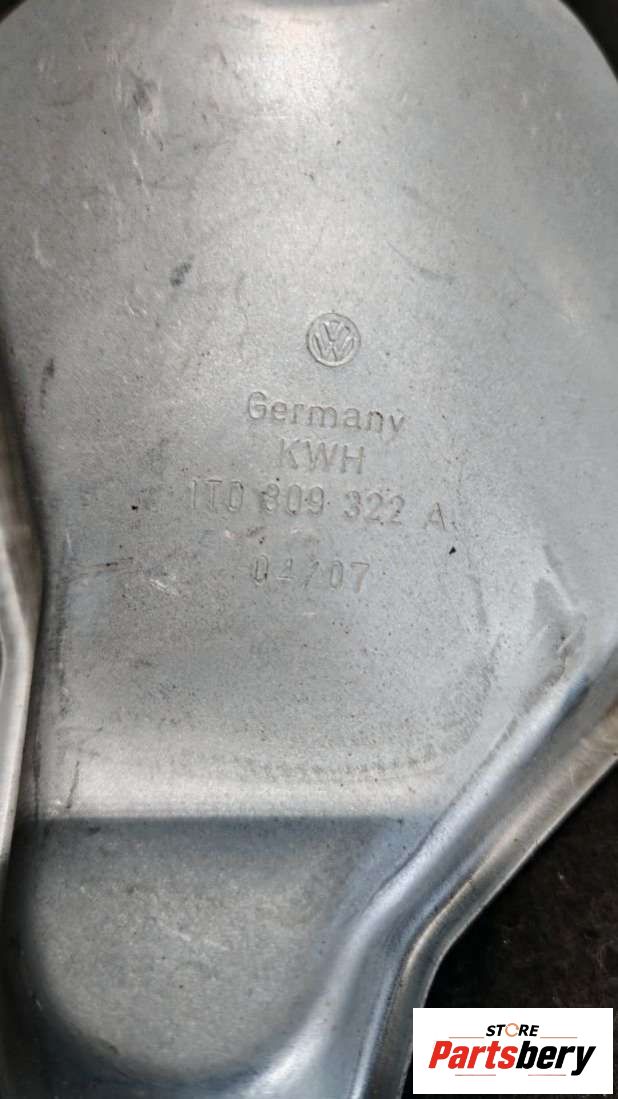 Germany
KWH
1T0 809 322 A
04/07
STORE
Partsbery